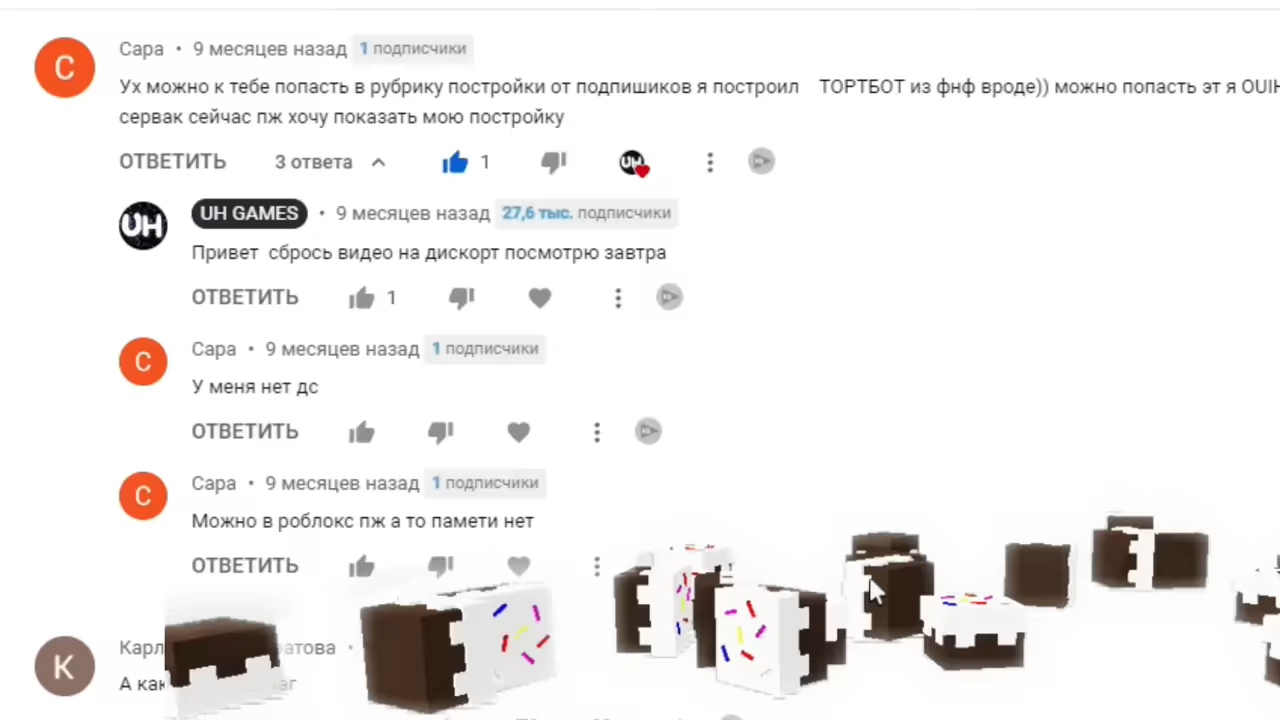 Сара • 9 месяцев назад 1 подписчики
Ух можно к тебе попасть в рубрику постройки от подпишиков я построил ТОРТБОТ из фнф вроде)) можно попасть эт я
сервак сейчас пж хочу показать мою постройку
ОТВЕТИТЬ 3 ответа 1
UH GAMES • 9 месяцев назад 27,6 тыс. подписчики
Привет сбрось видео на дискорт посмотрю завтра
ОТВЕТИТЬ 1
Сара • 9 месяцев назад 1 подписчики
У меня нет дс
ОТВЕТИТЬ
Сара • 9 месяцев назад 1 подписчики
Можно в роблокс пж а то памети нет
ОТВЕТИТЬ
А